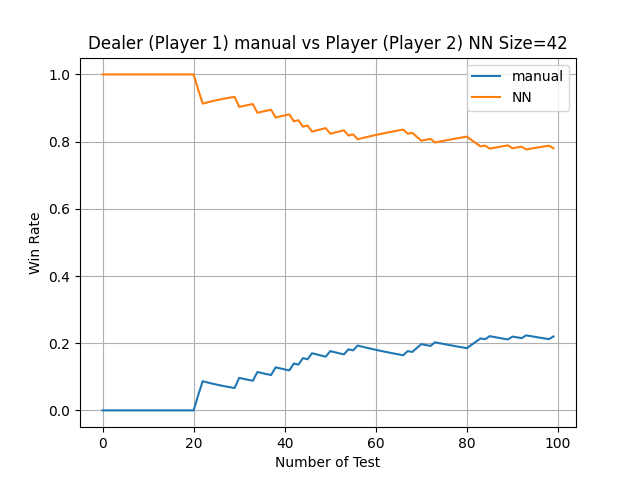 Dealer (Player 1) manual vs Player (Player 2) NN Size=42
manual
NN
1.0
0.8
0.6
0.4
0.2
0.0
Win Rate
0 20 40 60 80 100
Number of Test